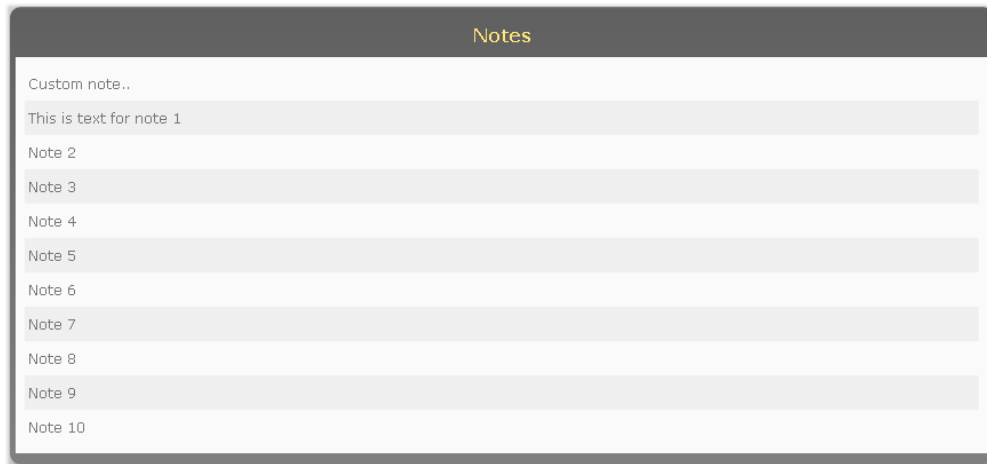 Notes
Custom note..
This is text for note 1
Note 2
Note 3
Note 4
Note 5
Note 6
Note 7
Note 8
Note 9
Note 10